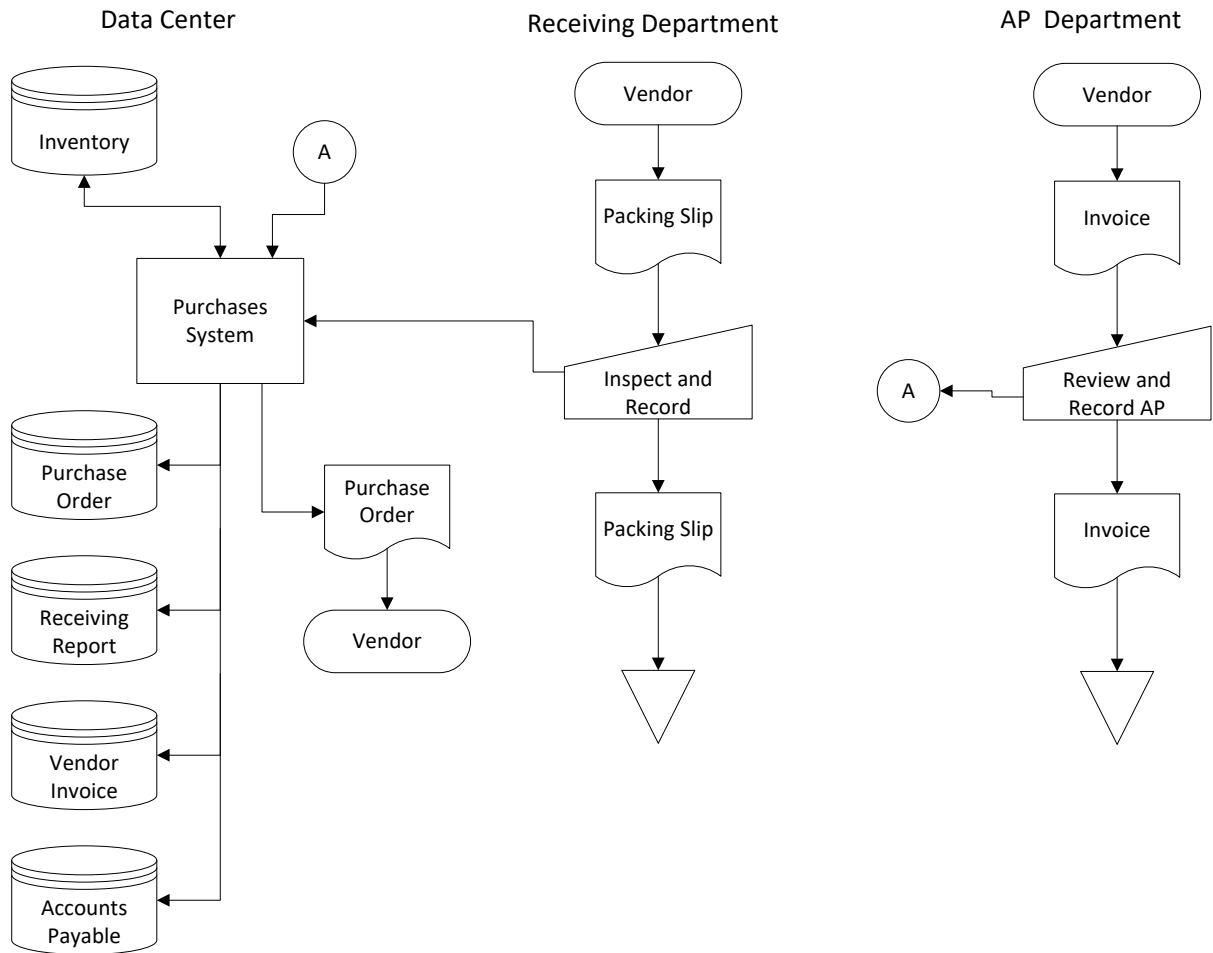 Data Center
Inventory
A
Purchases
System
Purchase
Order
Receiving
Report
Vendor
Invoice
Accounts
Payable
Purchase
Order
Vendor
Receiving Department
Vendor
Packing Slip
Inspect and
Record
Packing Slip
AP  Department
Vendor
Invoice
A
Review and
Record AP
Invoice